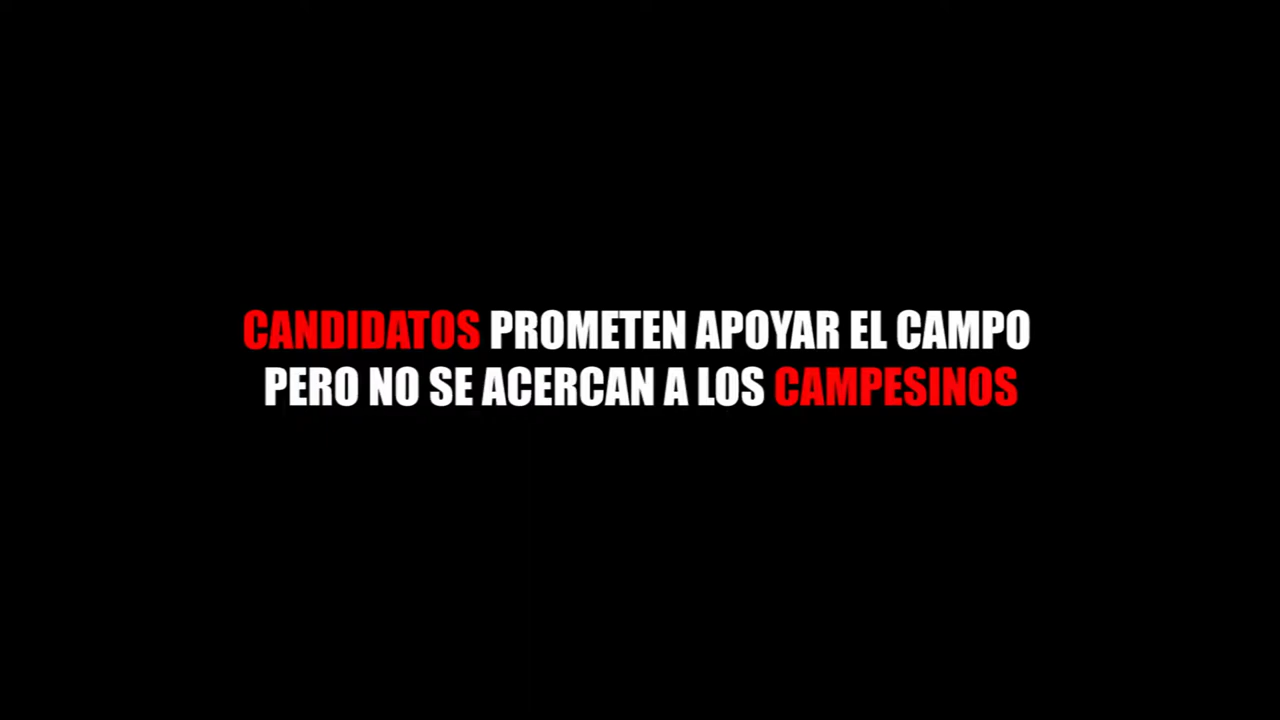 CANDIDATOS PROMETEN APOYAR EL CAMPO
PERO NO SE ACERCAN A LOS CAMPESINOS